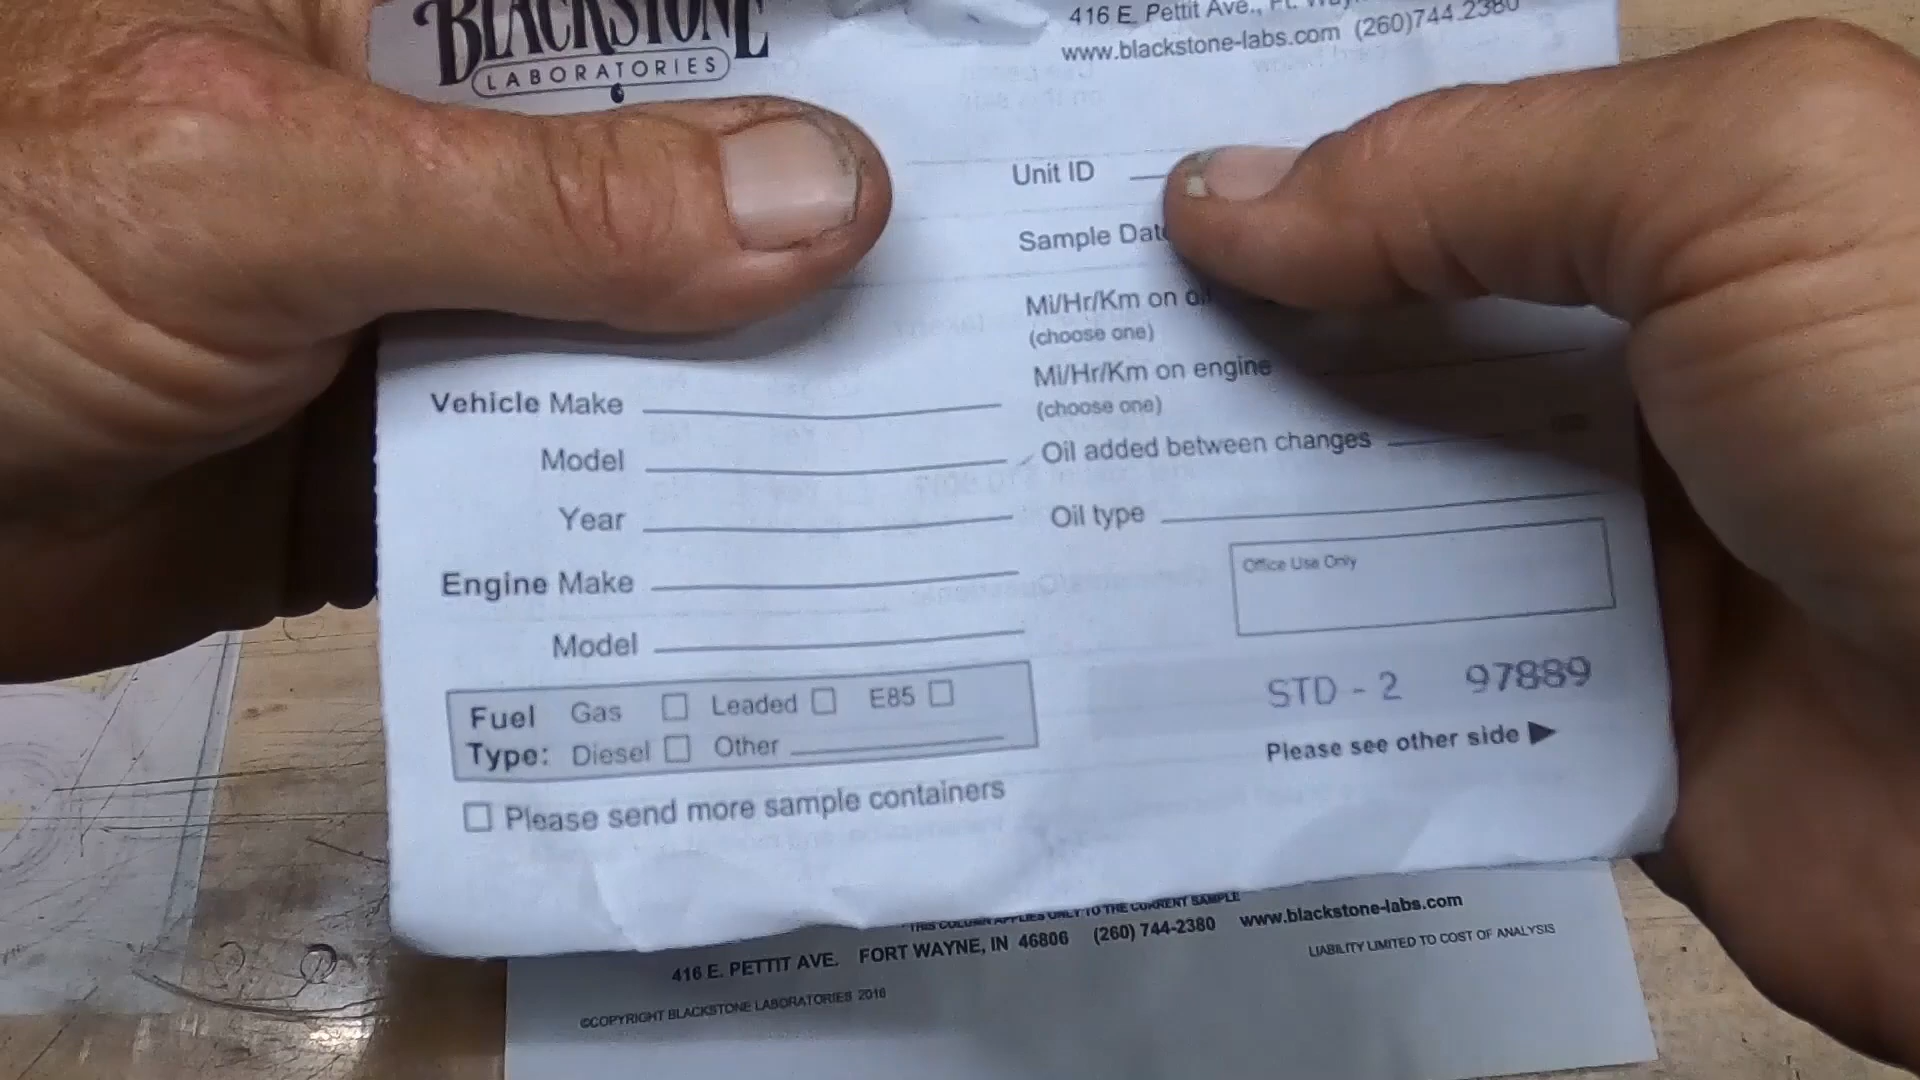 BLACKSTONE
LABORATORIES
416 E. Pettit Ave.,
www.blackstone-labs.com (260)744.2380
Unit ID
Sample Date
Mi/Hr/Km on oil
(choose one)
Mi/Hr/Km on engine
(choose one)
Oil added between changes
Oil type
Vehicle Make
Model
Year
Engine Make
Model
Office Use Only
Fuel Type: Gas Leaded E85
Diesel Other
STD - 2 97889
Please see other side
Please send more sample containers
THIS COLUMN APPLIES ONLY TO THE CURRENT SAMPLE
416 E. PETTIT AVE. FORT WAYNE, IN 46806 (260) 744-2380 www.blackstone-labs.com
©COPYRIGHT BLACKSTONE LABORATORIES 2016
LIABILITY LIMITED TO COST OF ANALYSIS